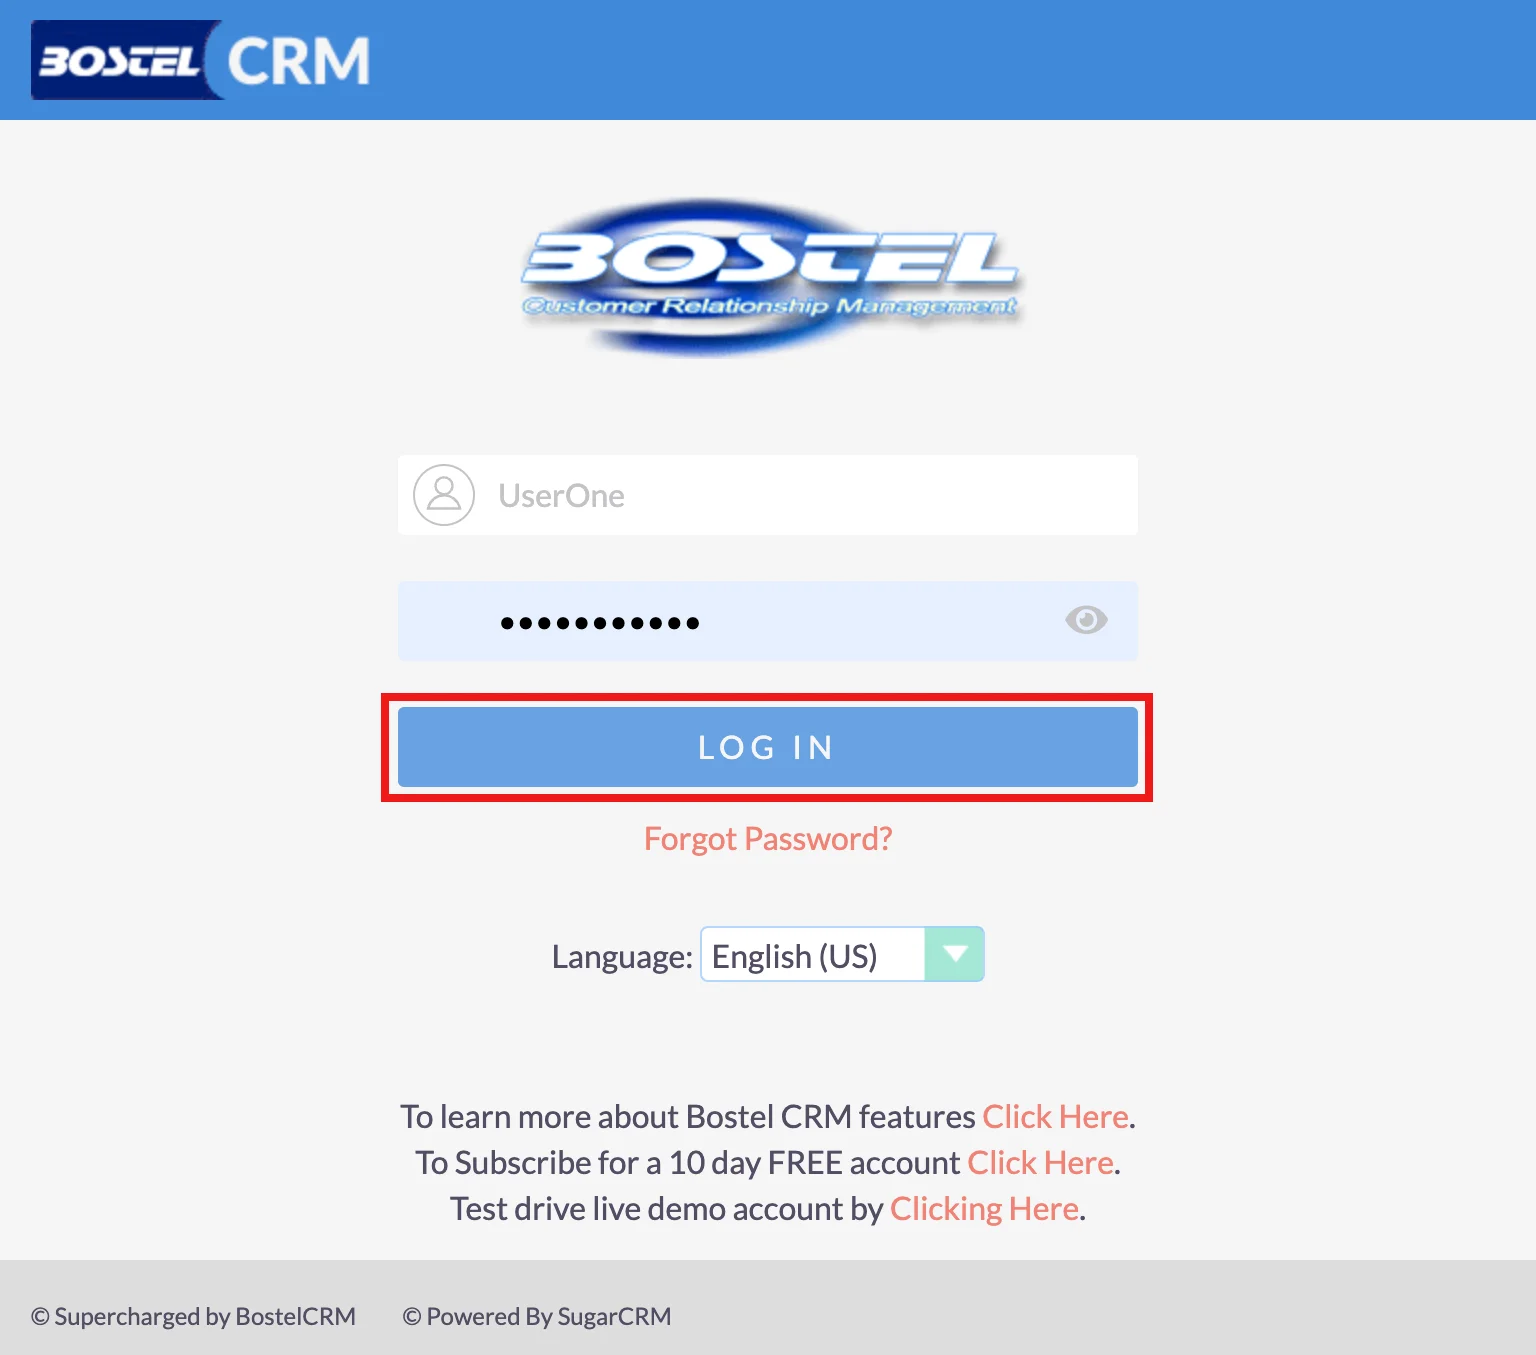 BOSTEL CRM
BOSTEL
Customer Relationship Management
UserOne
LOG IN
Forgot Password?
Language: English (US)
To learn more about Bostel CRM features Click Here.
To Subscribe for a 10 day FREE account Click Here.
Test drive live demo account by Clicking Here.
© Supercharged by BostelCRM © Powered By SugarCRM